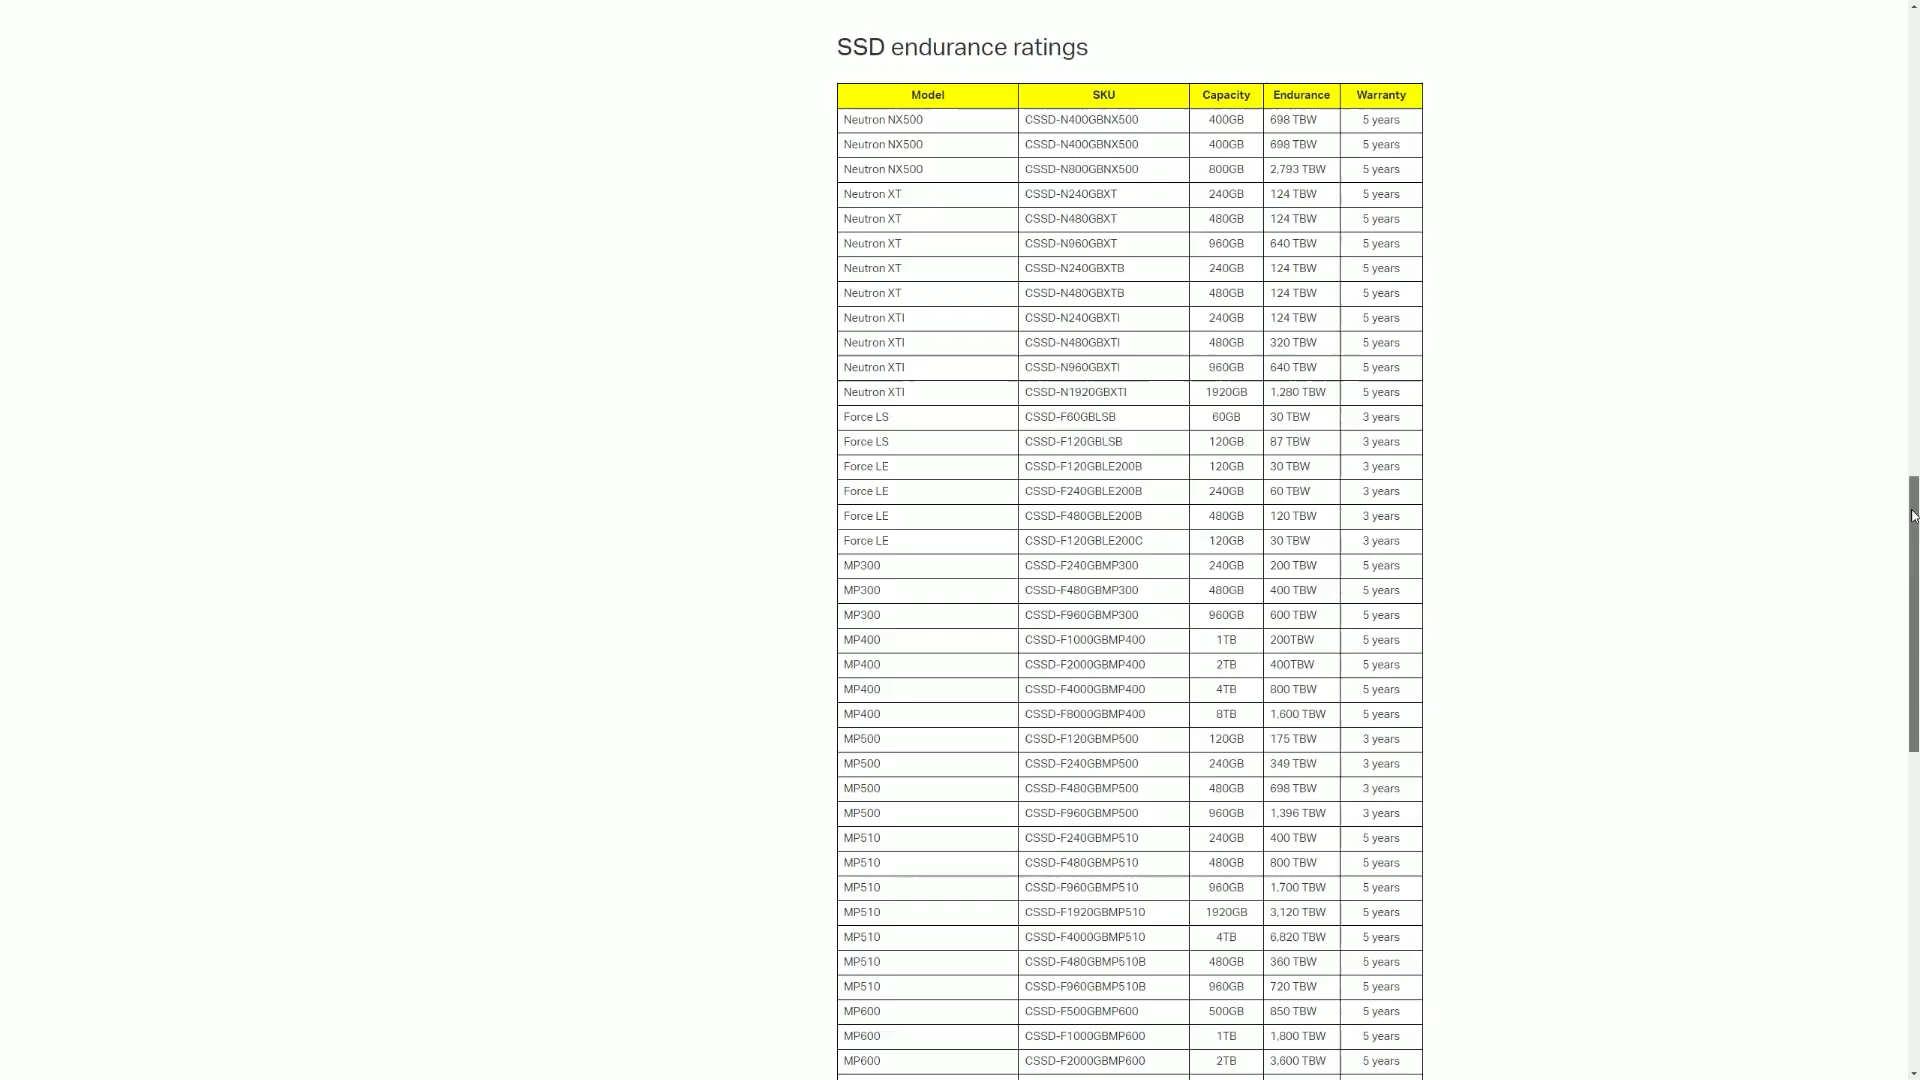 SSD endurance ratings
Model SKU Capacity Endurance Warranty
Neutron NX500 CSSD-N400GBNX500 400GB 698 TBW 5 years
Neutron NX500 CSSD-N400GBNX500 400GB 698 TBW 5 years
Neutron NX500 CSSD-N800GBNX500 800GB 2,793 TBW 5 years
Neutron XT CSSD-N240GBXT 240GB 124 TBW 5 years
Neutron XT CSSD-N480GBXT 480GB 124 TBW 5 years
Neutron XT CSSD-N960GBXT 960GB 640 TBW 5 years
Neutron XT CSSD-N240GBXTB 240GB 124 TBW 5 years
Neutron XT CSSD-N480GBXTB 480GB 124 TBW 5 years
Neutron XTI CSSD-N240GBXTI 240GB 124 TBW 5 years
Neutron XTI CSSD-N480GBXTI 480GB 320 TBW 5 years
Neutron XTI CSSD-N960GBXTI 960GB 640 TBW 5 years
Neutron XTI CSSD-N1920GBXTI 1920GB 1,280 TBW 5 years
Force LS CSSD-F60GBLSB 60GB 30 TBW 3 years
Force LS CSSD-F120GBLSB 120GB 87 TBW 3 years
Force LE CSSD-F120GBLE200B 120GB 30 TBW 3 years
Force LE CSSD-F240GBLE200B 240GB 60 TBW 3 years
Force LE CSSD-F480GBLE200B 480GB 120 TBW 3 years
Force LE CSSD-F120GBLE200C 120GB 30 TBW 3 years
MP300 CSSD-F240GBMP300 240GB 200 TBW 5 years
MP300 CSSD-F480GBMP300 480GB 400 TBW 5 years
MP300 CSSD-F960GBMP300 960GB 600 TBW 5 years
MP400 CSSD-F1000GBMP400 1TB 200TBW 5 years
MP400 CSSD-F2000GBMP400 2TB 400TBW 5 years
MP400 CSSD-F4000GBMP400 4TB 800 TBW 5 years
MP400 CSSD-F8000GBMP400 8TB 1,600 TBW 5 years
MP500 CSSD-F120GBMP500 120GB 175 TBW 3 years
MP500 CSSD-F240GBMP500 240GB 349 TBW 3 years
MP500 CSSD-F480GBMP500 480GB 698 TBW 3 years
MP500 CSSD-F960GBMP500 960GB 1,396 TBW 3 years
MP510 CSSD-F240GBMP510 240GB 400 TBW 5 years
MP510 CSSD-F480GBMP510 480GB 800 TBW 5 years
MP510 CSSD-F960GBMP510 960GB 1,700 TBW 5 years
MP510 CSSD-F1920GBMP510 1920GB 3,120 TBW 5 years
MP510 CSSD-F4000GBMP510 4TB 6,820 TBW 5 years
MP510 CSSD-F480GBMP510B 480GB 360 TBW 5 years
MP510 CSSD-F960GBMP510B 960GB 720 TBW 5 years
MP600 CSSD-F500GBMP600 500GB 850 TBW 5 years
MP600 CSSD-F1000GBMP600 1TB 1,800 TBW 5 years
MP600 CSSD-F2000GBMP600 2TB 3,600 TBW 5 years